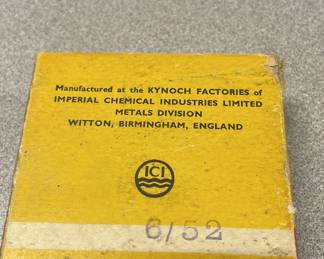 Manufactured at the KYNOCH FACTORIES of
IMPERIAL CHEMICAL INDUSTRIES LIMITED
METALS DIVISION
WITTON, BIRMINGHAM, ENGLAND
ICI
6/52